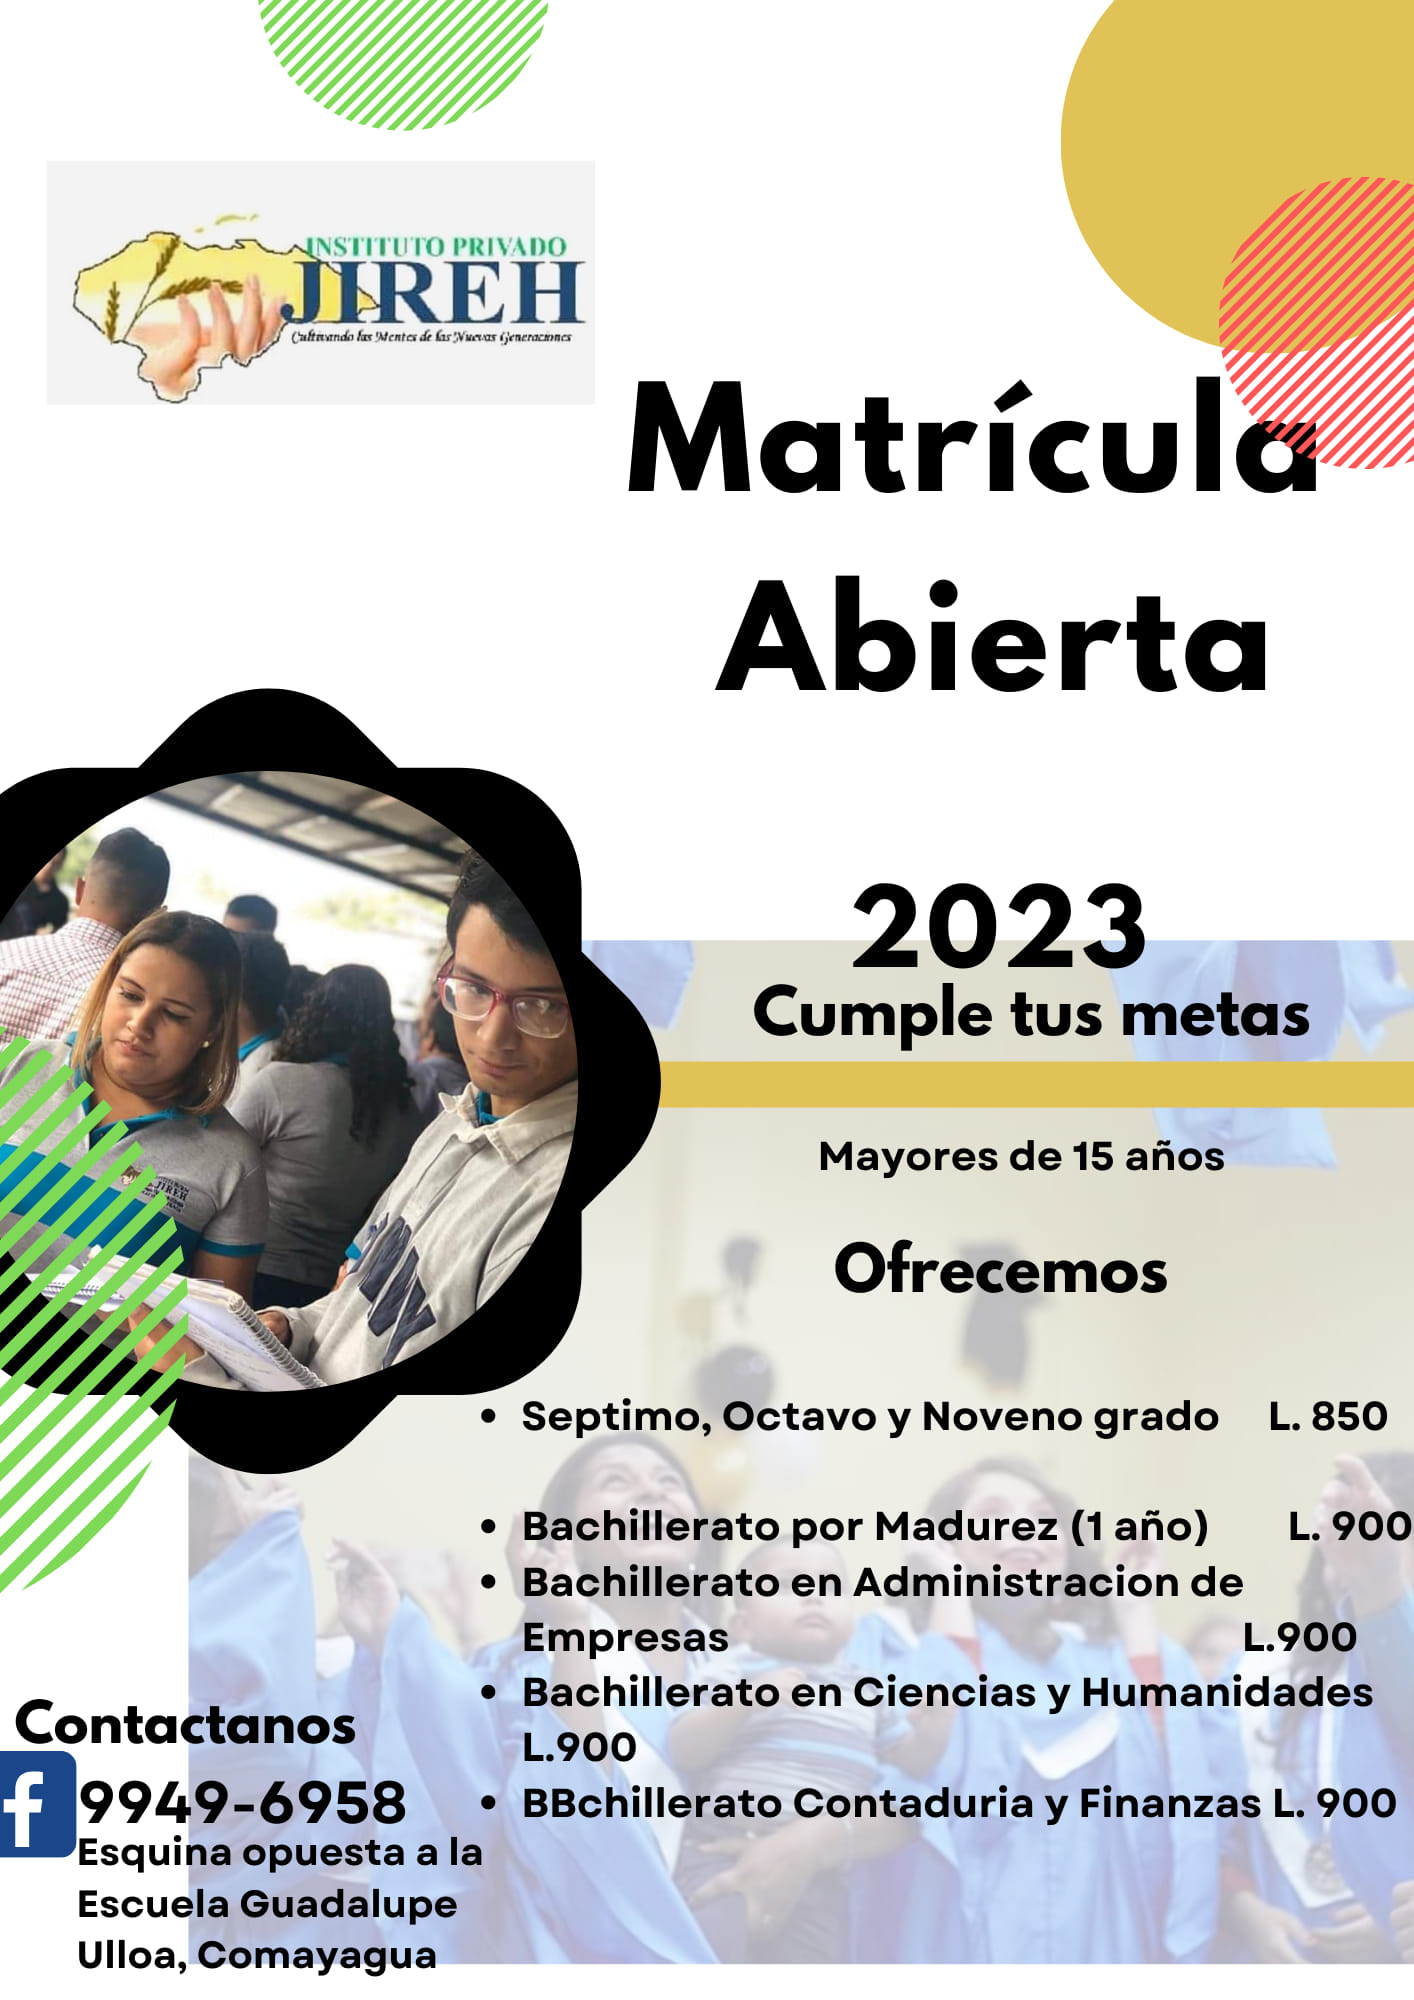 INSTITUTO PRIVADO
JIREH
Cultivando las Mentes de las Nuevas Generaciones
Matrícula
Abierta
2023
Cumple tus metas
Mayores de 15 años
Ofrecemos
• Septimo, Octavo y Noveno grado L. 850
• Bachillerato por Madurez (1 año) L. 900
• Bachillerato en Administracion de
Empresas L.900
• Bachillerato en Ciencias y Humanidades
L.900
• BBchillerato Contaduria y Finanzas L. 900
Contactanos
f 9949-6958
Esquina opuesta a la
Escuela Guadalupe
Ulloa, Comayagua
JIREH